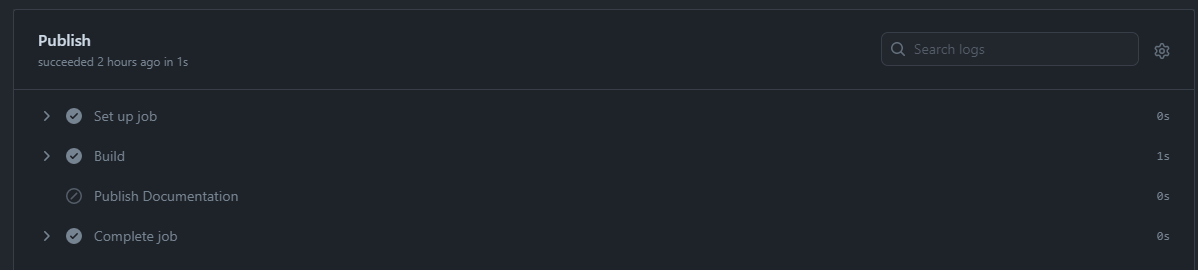 Publish
succeeded 2 hours ago in 1s
Search logs
Set up job 0s
Build 1s
Publish Documentation 0s
Complete job 0s